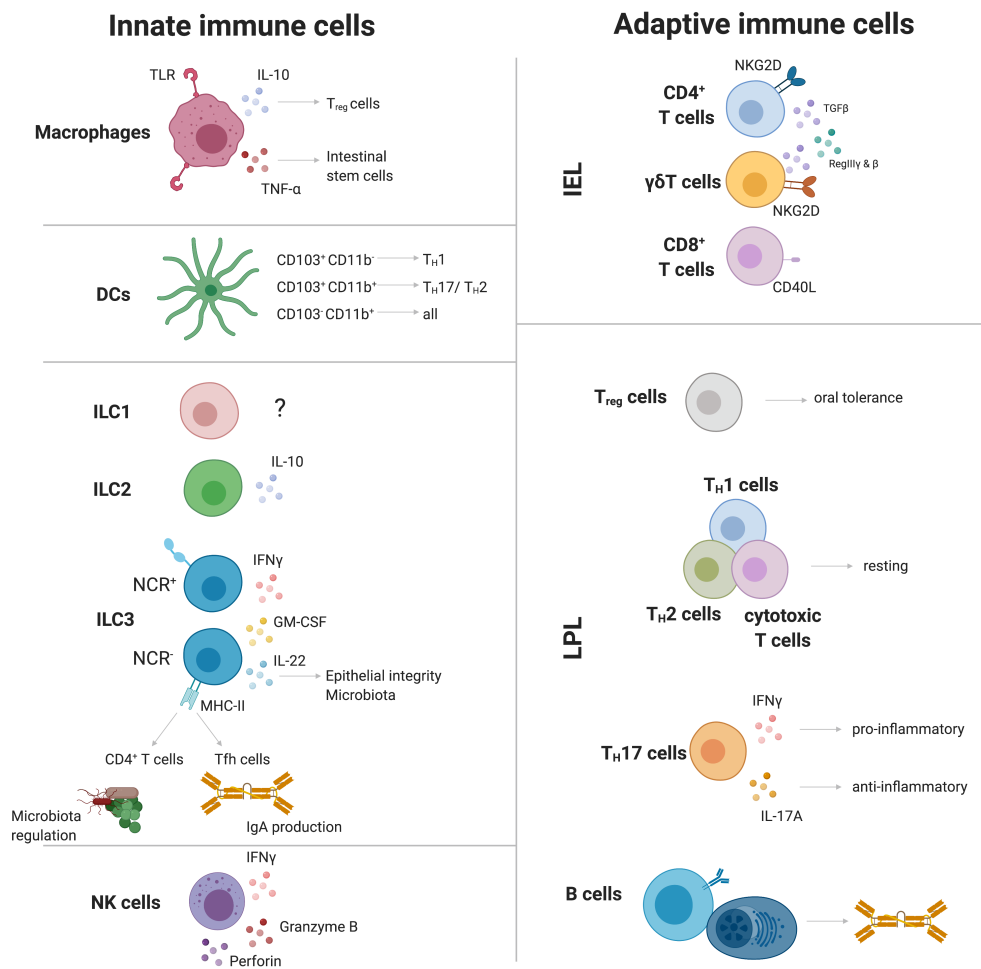 Innate immune cells
TLR
IL-10
Macrophages
Treg cells
Intestinal
stem cells
TNF-α
DCs
CD103⁺ CD11b⁻
TH1
CD103⁺ CD11b⁺
TH17/ TH2
CD103⁻ CD11b⁺
all
ILC1
?
ILC2
IL-10
NCR⁺
IFNγ
ILC3
GM-CSF
NCR⁻
IL-22
Epithelial integrity
Microbiota
MHC-II
CD4⁺ T cells
Tfh cells
Microbiota
regulation
IgA production
NK cells
IFNγ
Granzyme B
Perforin
Adaptive immune cells
IEL
NKG2D
CD4⁺
T cells
TGFβ
RegIIIγ & β
γδT cells
NKG2D
CD8⁺
T cells
CD40L
LPL
Treg cells
oral tolerance
TH1 cells
resting
TH2 cells
cytotoxic
T cells
IFNγ
pro-inflammatory
TH17 cells
anti-inflammatory
IL-17A
B cells